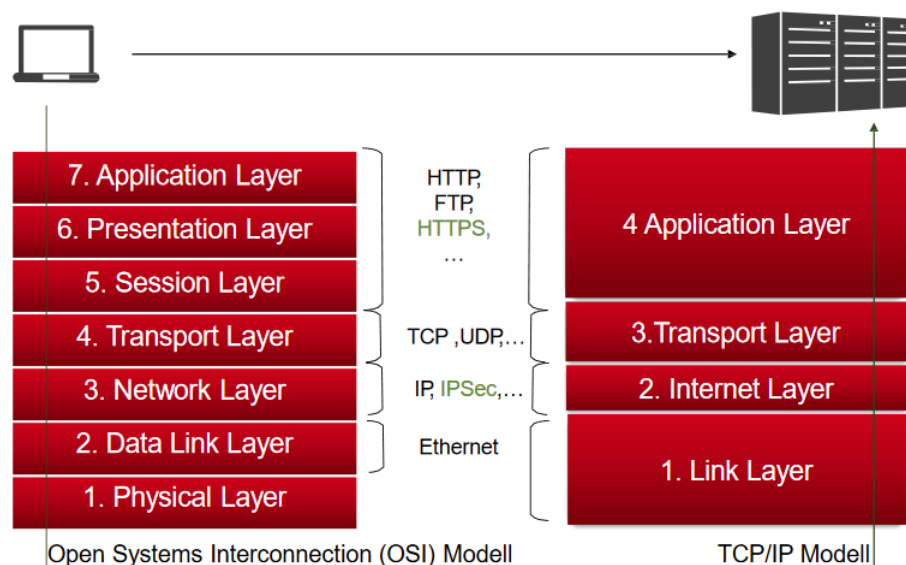 7. Application Layer
6. Presentation Layer
5. Session Layer
4. Transport Layer
3. Network Layer
2. Data Link Layer
1. Physical Layer
HTTP,
FTP,
HTTPS,
...
TCP ,UDP,...
IP, IPSec,...
Ethernet
4 Application Layer
3.Transport Layer
2. Internet Layer
1. Link Layer
Open Systems Interconnection (OSI) Modell
TCP/IP Modell